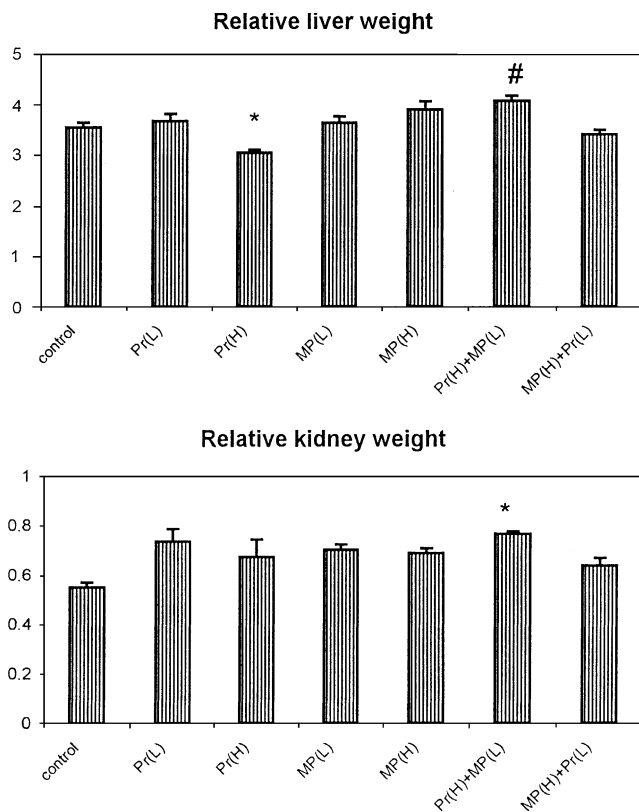 Relative liver weight
5
#
4
*
3
2
1
0
control
Pr(L)
Pr(H)
MP(L)
MP(H)
Pr(H)+MP(L)
MP(H)+Pr(L)
Relative kidney weight
1
*
0.8
0.6
0.4
0.2
0
control
Pr(L)
Pr(H)
MP(L)
MP(H)
Pr(H)+MP(L)
MP(H)+Pr(L)